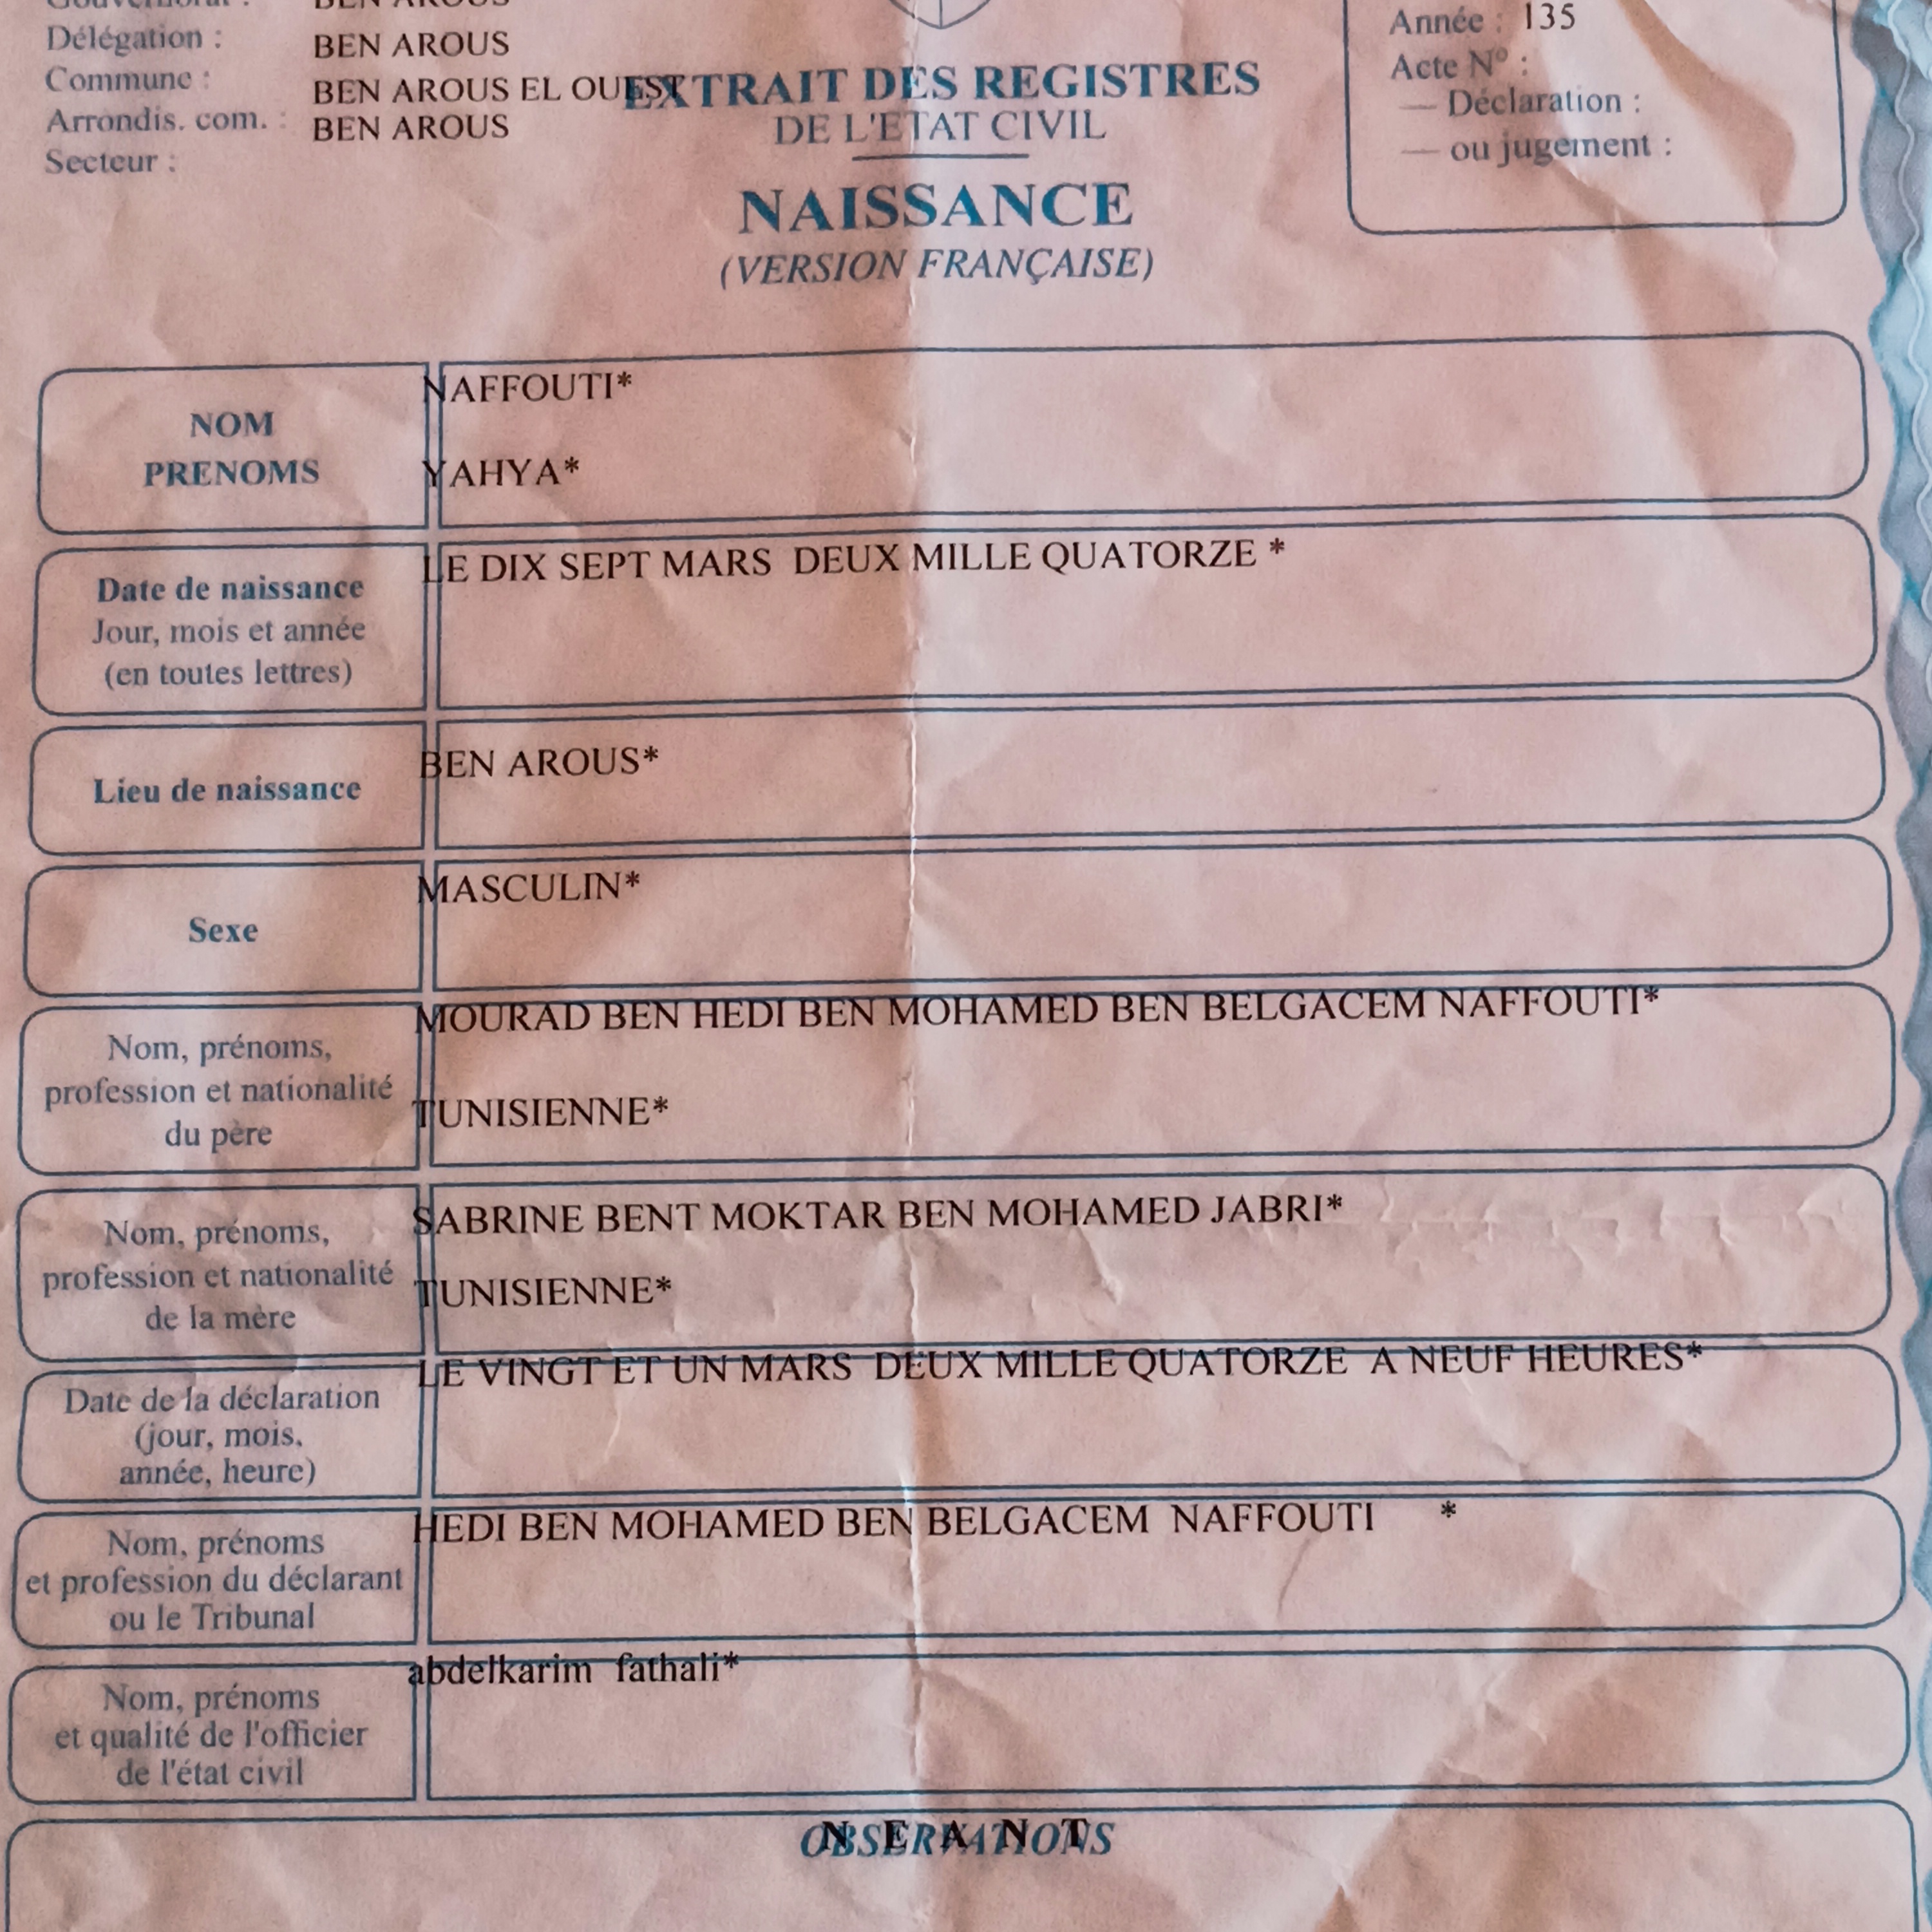 BEN AROUS
Délégation : BEN AROUS
Commune : BEN AROUS EL OUEST
Arrondis. com. : BEN AROUS
Secteur :
EXTRAIT DES REGISTRES
DE L'ETAT CIVIL
NAISSANCE
(VERSION FRANÇAISE)
Année : 135
Acte N° :
— Déclaration :
— ou jugement :
NOM
PRENOMS
NAFFOUTI*
YAHYA*
Date de naissance
Jour, mois et année
(en toutes lettres)
LE DIX SEPT MARS DEUX MILLE QUATORZE *
Lieu de naissance
BEN AROUS*
Sexe
MASCULIN*
Nom, prénoms,
profession et nationalité
du père
MOURAD BEN HEDI BEN MOHAMED BEN BELGACEM NAFFOUTI*
TUNISIENNE*
Nom, prénoms,
profession et nationalité
de la mère
SABRINE BENT MOKTAR BEN MOHAMED JABRI*
TUNISIENNE*
Date de la déclaration
(jour, mois,
année, heure)
LE VINGT ET UN MARS DEUX MILLE QUATORZE A NEUF HEURES*
Nom, prénoms
et profession du déclarant
ou le Tribunal
HEDI BEN MOHAMED BEN BELGACEM NAFFOUTI *
Nom, prénoms
et qualité de l'officier
de l'état civil
abdelkarim fathali*
OBSERVATIONS
N E A N T